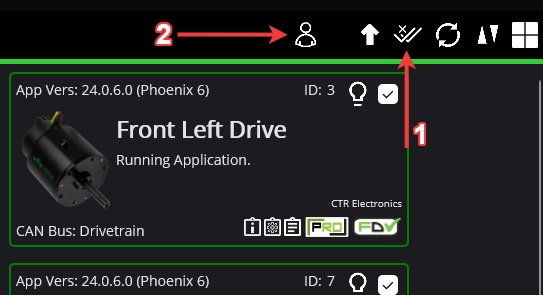 2
App Vers: 24.0.6.0 (Phoenix 6) ID: 3
1
Front Left Drive
Running Application.
CTR Electronics
CAN Bus: Drivetrain PRO FDV
App Vers: 24.0.6.0 (Phoenix 6) ID: 7